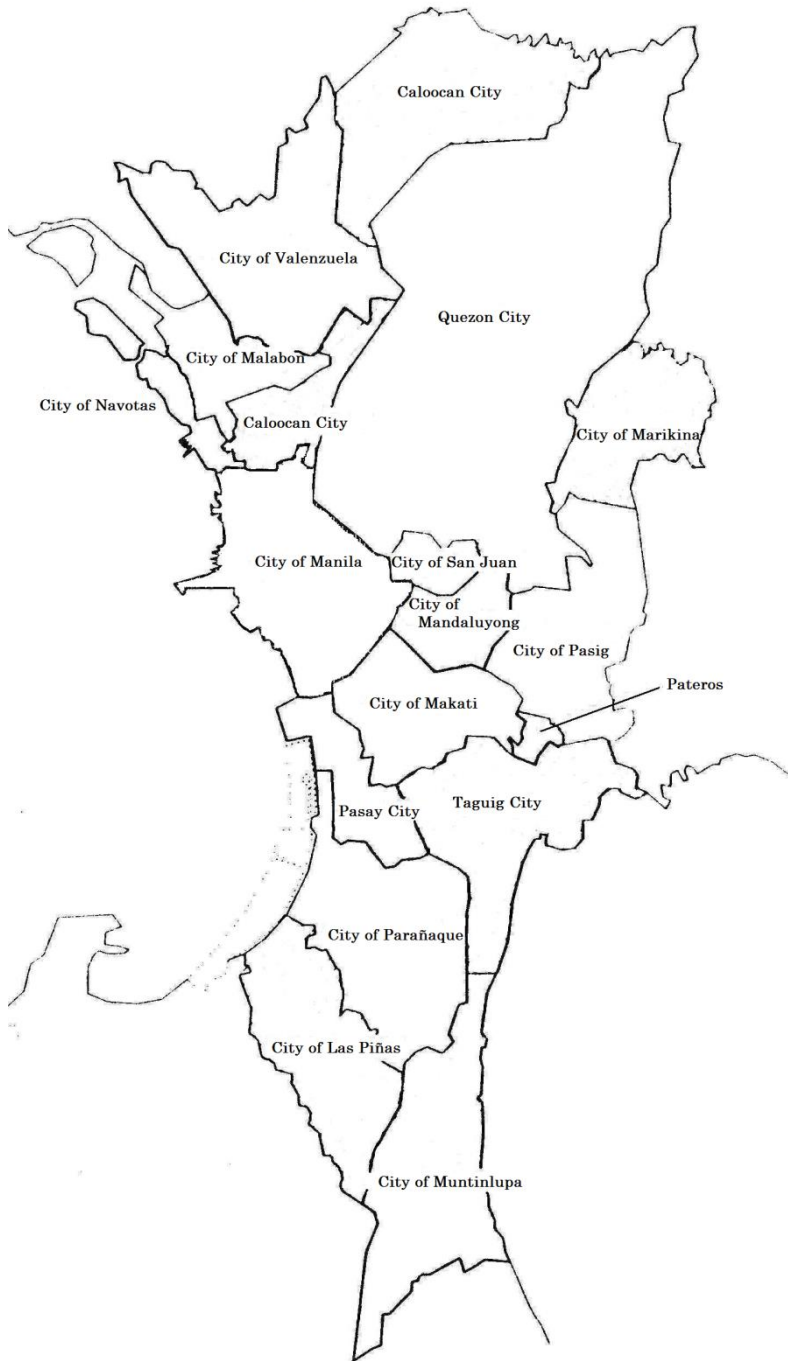 Caloocan City
City of Valenzuela
Quezon City
City of Malabon
City of Navotas
Caloocan City
City of Marikina
City of Manila
City of San Juan
City of
Mandaluyong
City of Pasig
Pateros
City of Makati
Pasay City
Taguig City
City of Parañaque
City of Las Piñas
City of Muntinlupa